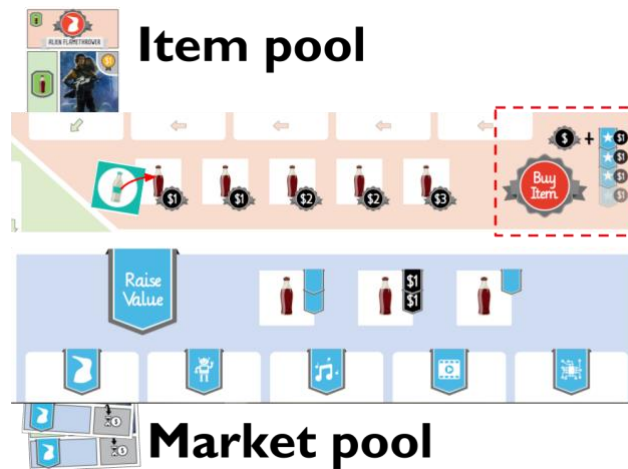 ALIEN FLAMETHROWER
$1
Item pool
$ +
$1
$1
$1
$1
Buy
Item
$1
$1
$2
$2
$3
Raise
Value
$1
$1
$
$
Market pool